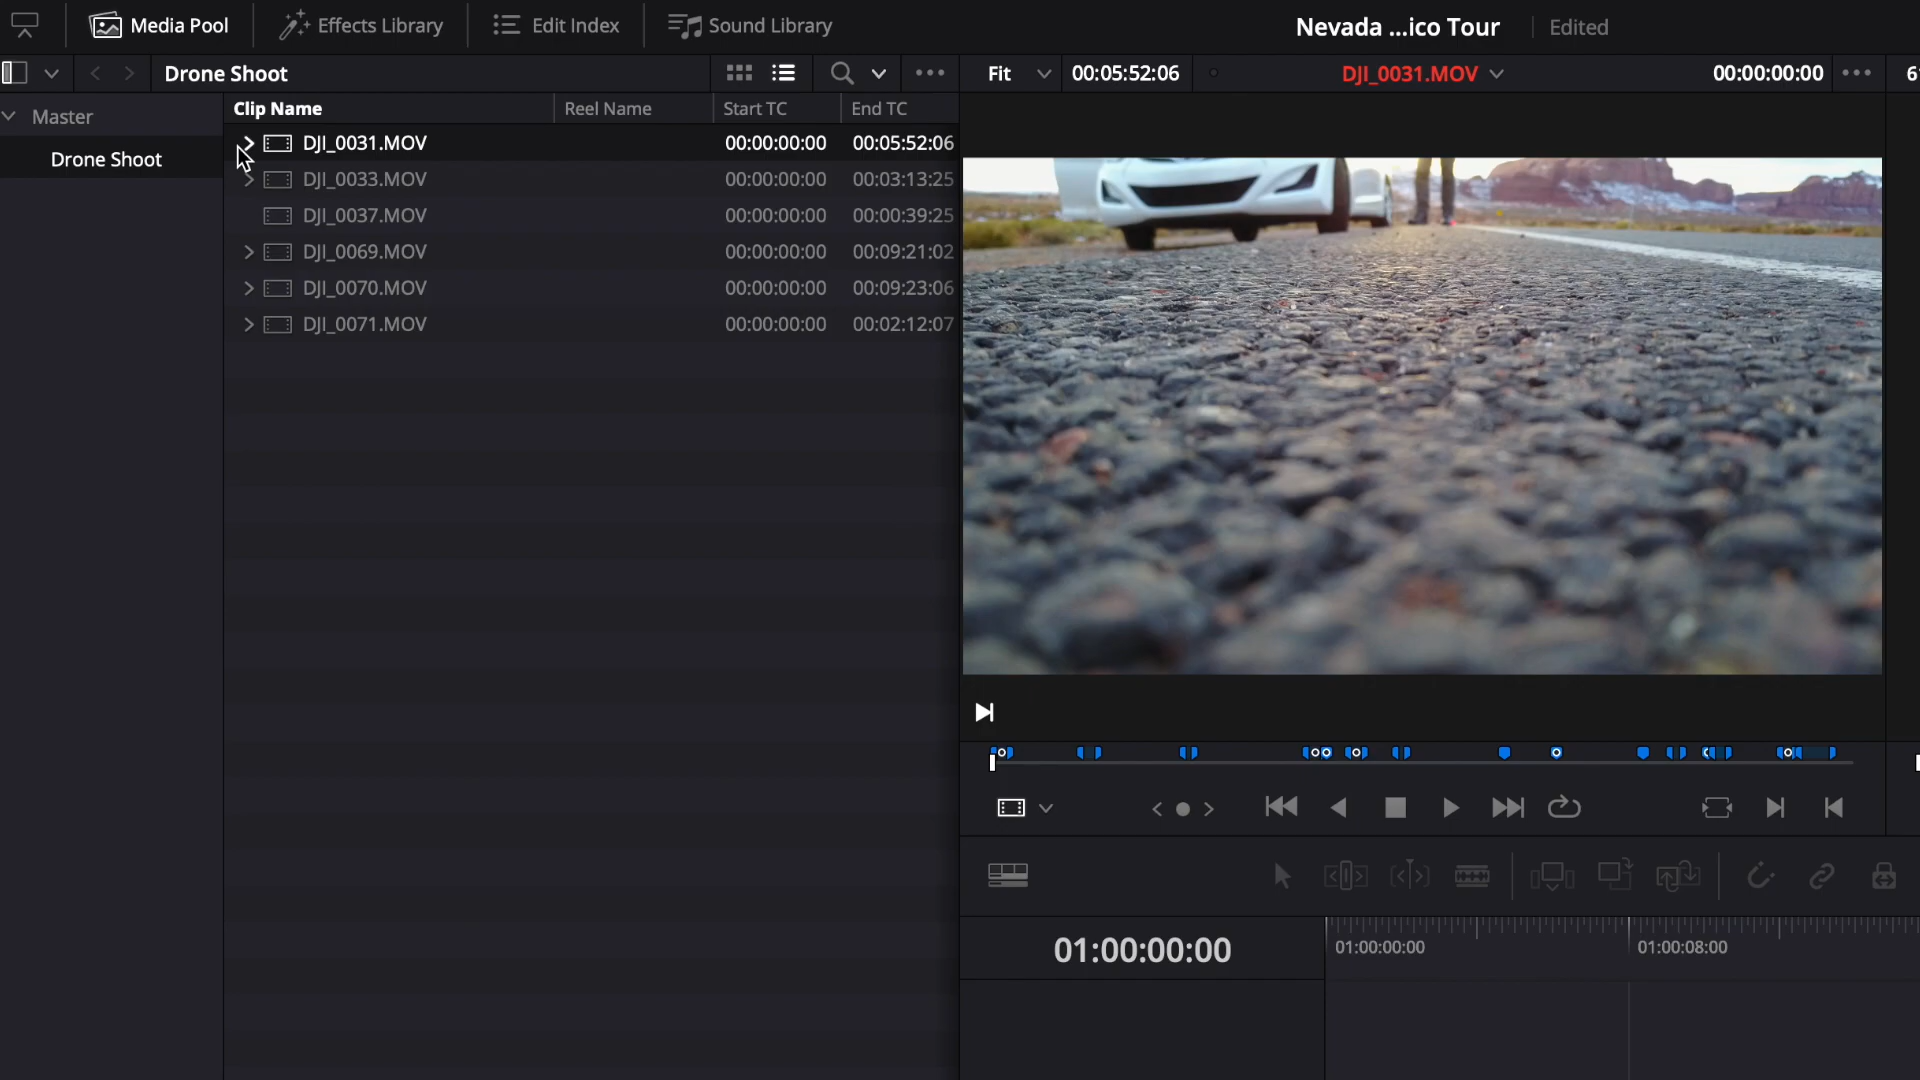 Media Pool
Effects Library
Edit Index
Sound Library
Nevada ...ico Tour
Edited
Drone Shoot
Fit
00:05:52:06
DJI_0031.MOV
00:00:00:00
Clip Name Reel Name Start TC End TC
Master
Drone Shoot
DJI_0031.MOV 00:00:00:00 00:05:52:06
DJI_0033.MOV 00:00:00:00 00:03:13:25
DJI_0037.MOV 00:00:00:00 00:00:39:25
DJI_0069.MOV 00:00:00:00 00:09:21:02
DJI_0070.MOV 00:00:00:00 00:09:23:06
DJI_0071.MOV 00:00:00:00 00:02:12:07
01:00:00:00
01:00:00:00
01:00:08:00